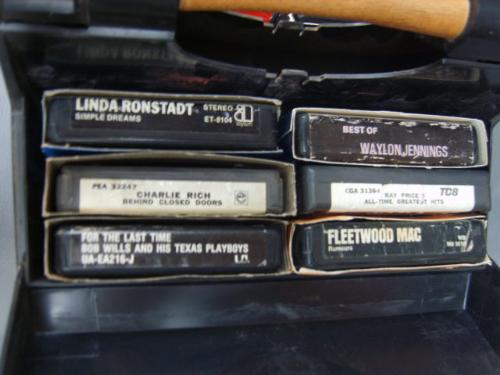 LINDA RONSTADT
SIMPLE DREAMS
STEREO
ET-8104
BEST OF
WAYLON JENNINGS
PEA 32247
CHARLIE RICH
BEHIND CLOSED DOORS
CGA 31364
TC8
RAY PRICE'S
ALL-TIME GREATEST HITS
FOR THE LAST TIME
BOB WILLS AND HIS TEXAS PLAYBOYS
UA-EA216-J
FLEETWOOD MAC
Rumours